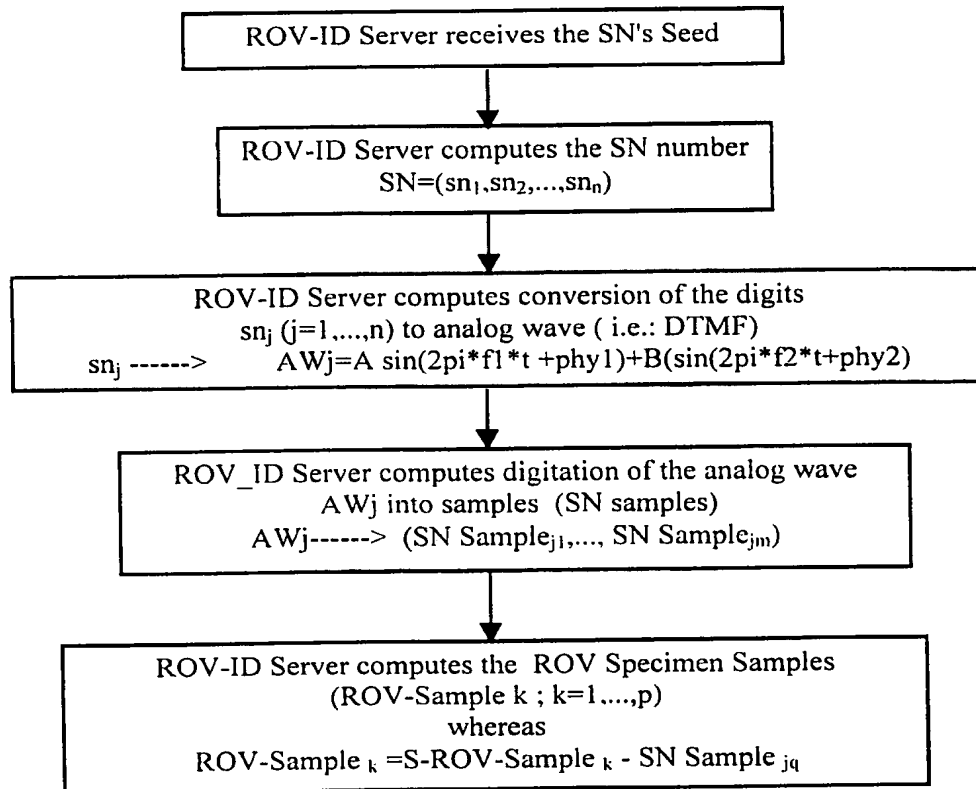 ROV-ID Server receives the SN's Seed
ROV-ID Server computes the SN number
SN=(sn₁,sn₂,...,snₙ)
ROV-ID Server computes conversion of the digits
snⱼ (j=1,...,n) to analog wave ( i.e.: DTMF)
snⱼ ------> AWj=A sin(2pi*f1*t +phy1)+B(sin(2pi*f2*t+phy2)
ROV_ID Server computes digitation of the analog wave
AWj into samples (SN samples)
AWj------> (SN Sampleⱼ₁,..., SN Sampleⱼₘ)
ROV-ID Server computes the ROV Specimen Samples
(ROV-Sample k ; k=1,...,p)
whereas
ROV-Sample ₖ =S-ROV-Sample ₖ - SN Sample jq